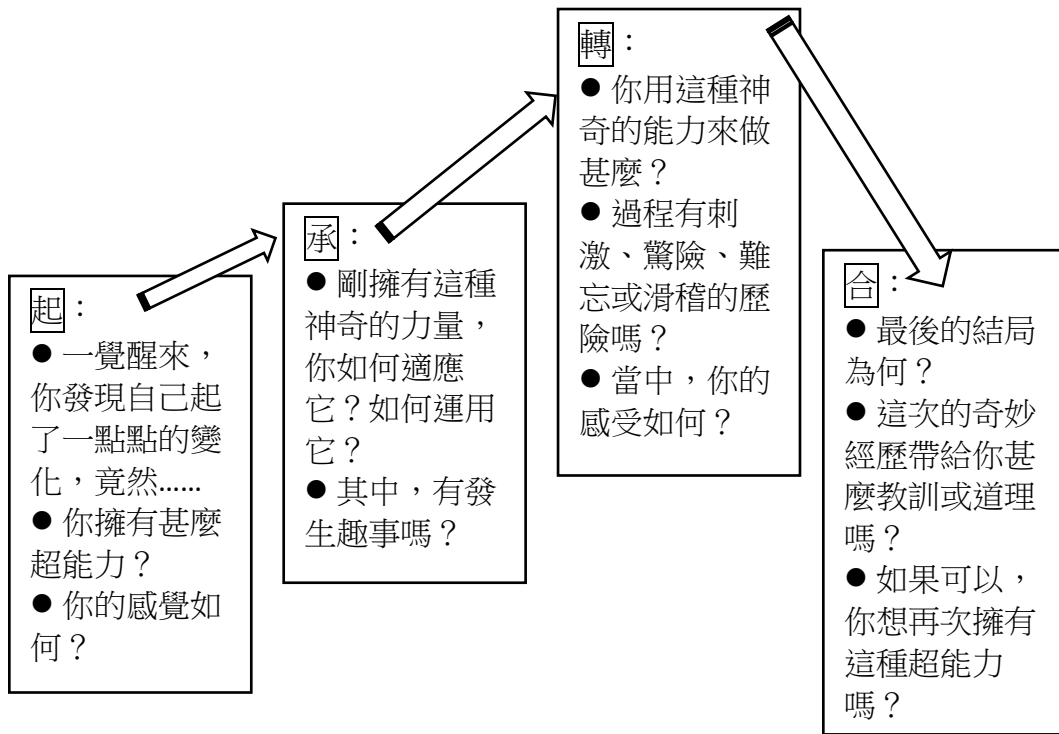 起：
● 一覺醒來，
你發現自己起
了一點點的變
化，竟然......
● 你擁有甚麼
超能力？
● 你的感覺如
何？
承：
● 剛擁有這種
神奇的力量，
你如何適應
它？如何運用
它？
● 其中，有發
生趣事嗎？
轉：
● 你用這種神
奇的能力來做
甚麼？
● 過程有刺
激、驚險、難
忘或滑稽的歷
險嗎？
● 當中，你的
感受如何？
合：
● 最後的結局
為何？
● 這次的奇妙
經歷帶給你甚
麼教訓或道理
嗎？
● 如果可以，
你想再次擁有
這種超能力
嗎？